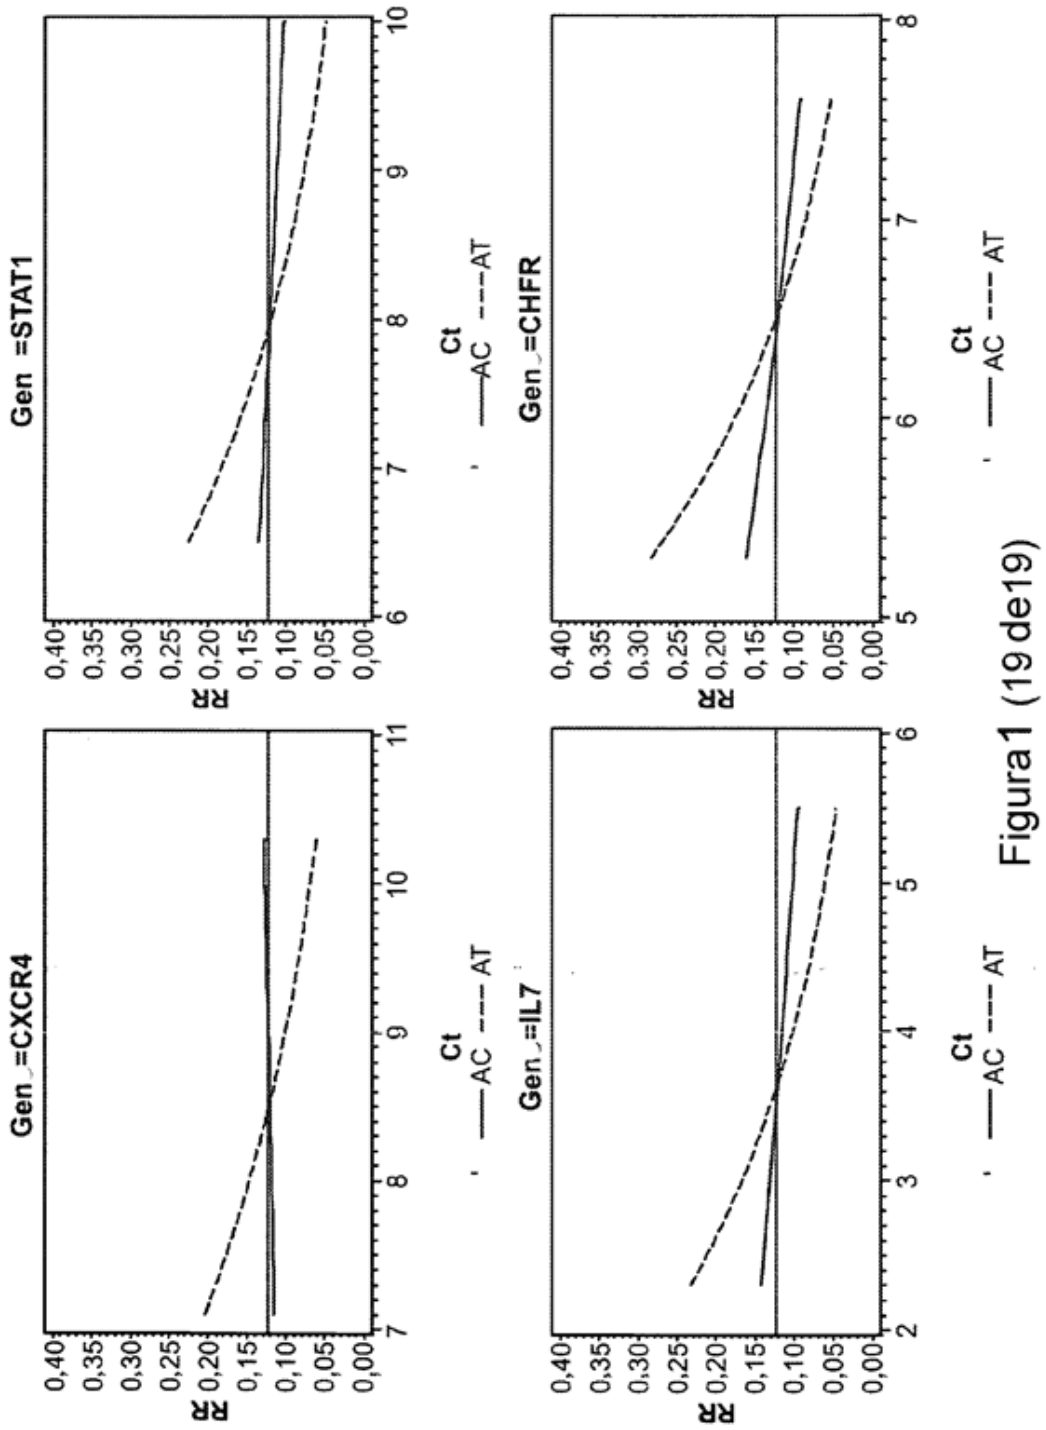 Gen =CXCR4
RR
0,40
0,35
0,30
0,25
0,20
0,15
0,10
0,05
0,00
7 8 9 10 11
Ct
AC AT
Gen =STAT1
RR
0,40
0,35
0,30
0,25
0,20
0,15
0,10
0,05
0,00
6 7 8 9 10
Ct
AC AT
Gen =IL7
RR
0,40
0,35
0,30
0,25
0,20
0,15
0,10
0,05
0,00
2 3 4 5 6
Ct
AC AT
Gen =CHFR
RR
0,40
0,35
0,30
0,25
0,20
0,15
0,10
0,05
0,00
5 6 7 8
Ct
AC AT
Figura1 (19 de19)